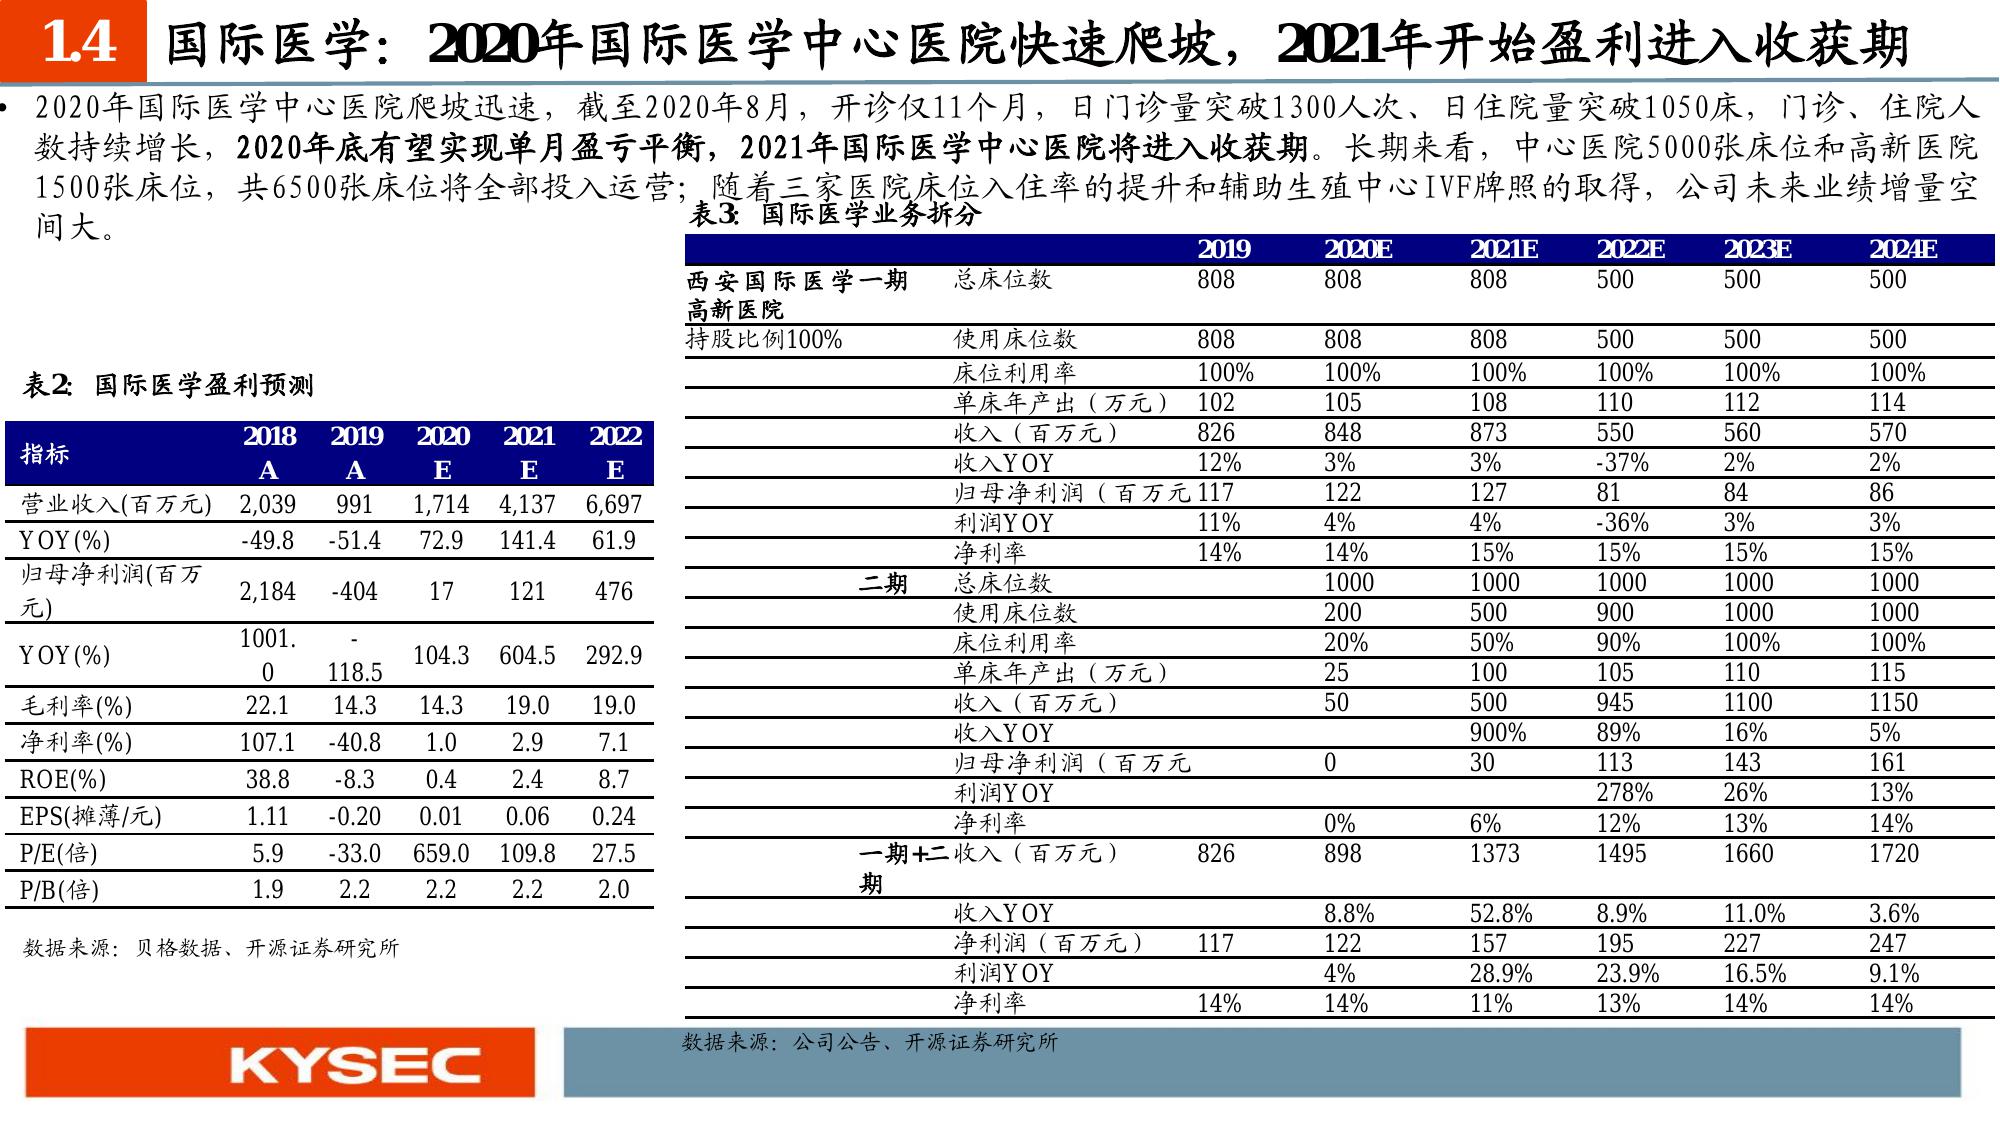 1.4 国际医学：2020年国际医学中心医院快速爬坡，2021年开始盈利进入收获期
• 2020年国际医学中心医院爬坡迅速，截至2020年8月，开诊仅11个月，日门诊量突破1300人次、日住院量突破1050床，门诊、住院人
数持续增长，2020年底有望实现单月盈亏平衡，2021年国际医学中心医院将进入收获期。长期来看，中心医院5000张床位和高新医院
1500张床位，共6500张床位将全部投入运营；随着三家医院床位入住率的提升和辅助生殖中心IVF牌照的取得，公司未来业绩增量空
间大。
表2：国际医学盈利预测
指标 2018A 2019A 2020E 2021E 2022E
营业收入(百万元) 2,039 991 1,714 4,137 6,697
YOY(%) -49.8 -51.4 72.9 141.4 61.9
归母净利润(百万元) 2,184 -404 17 121 476
YOY(%) 1001.0 -118.5 104.3 604.5 292.9
毛利率(%) 22.1 14.3 14.3 19.0 19.0
净利率(%) 107.1 -40.8 1.0 2.9 7.1
ROE(%) 38.8 -8.3 0.4 2.4 8.7
EPS(摊薄/元) 1.11 -0.20 0.01 0.06 0.24
P/E(倍) 5.9 -33.0 659.0 109.8 27.5
P/B(倍) 1.9 2.2 2.2 2.2 2.0
数据来源：贝格数据、开源证券研究所
表3：国际医学业务拆分
2019 2020E 2021E 2022E 2023E 2024E
西安国际医学高新医院 一期 总床位数 808 808 808 500 500 500
持股比例100% 使用床位数 808 808 808 500 500 500
床位利用率 100% 100% 100% 100% 100% 100%
单床年产出（万元） 102 105 108 110 112 114
收入（百万元） 826 848 873 550 560 570
收入YOY 12% 3% 3% -37% 2% 2%
归母净利润（百万元 117 122 127 81 84 86
利润YOY 11% 4% 4% -36% 3% 3%
净利率 14% 14% 15% 15% 15% 15%
二期 总床位数 1000 1000 1000 1000 1000
使用床位数 200 500 900 1000 1000
床位利用率 20% 50% 90% 100% 100%
单床年产出（万元） 25 100 105 110 115
收入（百万元） 50 500 945 1100 1150
收入YOY 900% 89% 16% 5%
归母净利润（百万元 0 30 113 143 161
利润YOY 278% 26% 13%
净利率 0% 6% 12% 13% 14%
一期+二期 收入（百万元） 826 898 1373 1495 1660 1720
收入YOY 8.8% 52.8% 8.9% 11.0% 3.6%
净利润（百万元） 117 122 157 195 227 247
利润YOY 4% 28.9% 23.9% 16.5% 9.1%
净利率 14% 14% 11% 13% 14% 14%
数据来源：公司公告、开源证券研究所
KYSEC